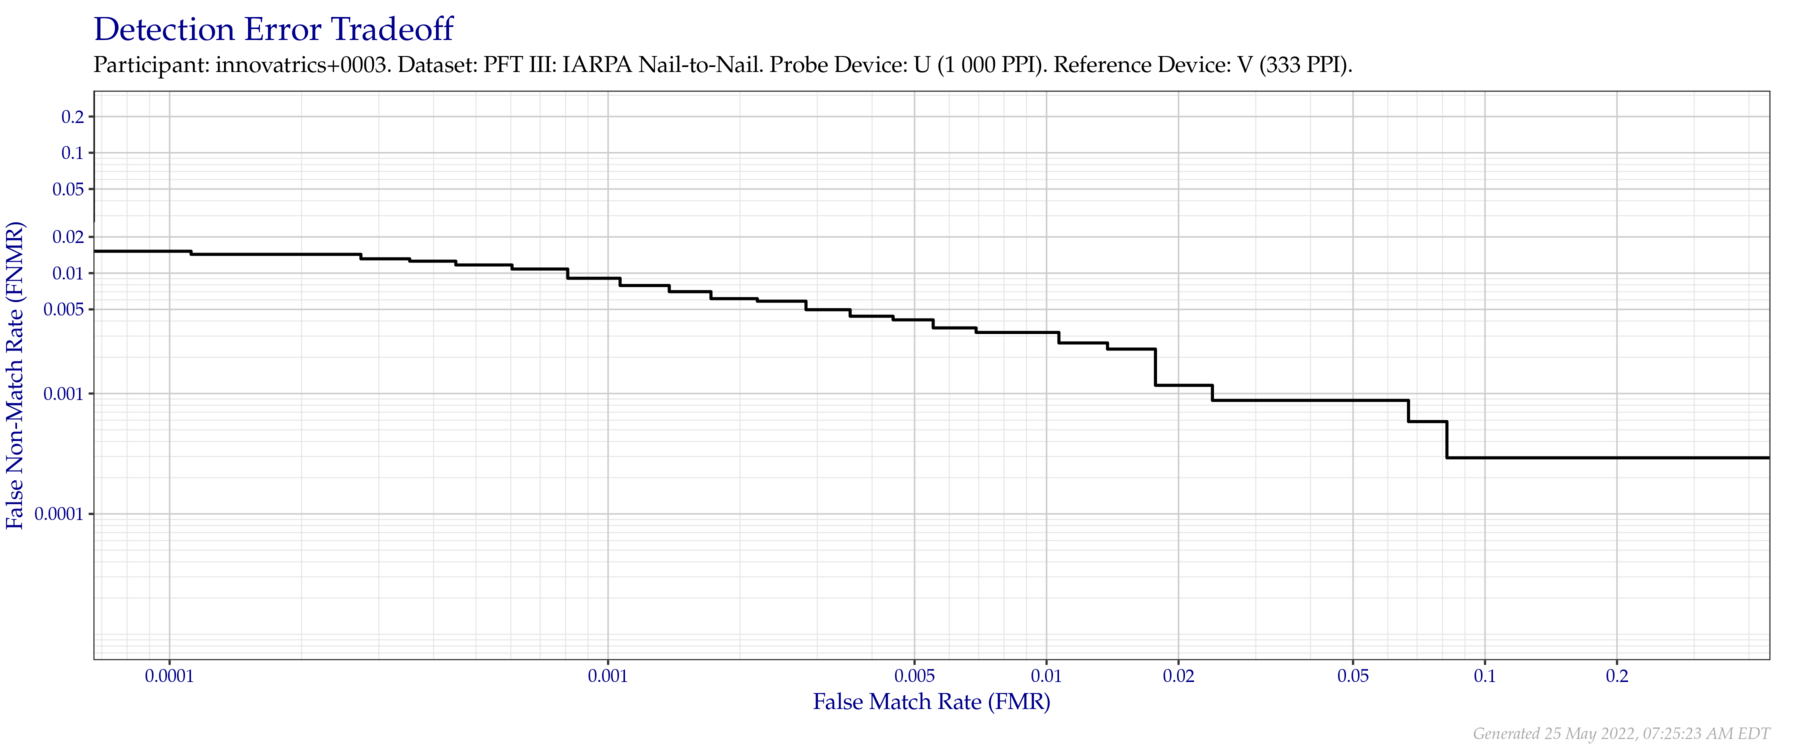 Detection Error Tradeoff
Participant: innovatrics+0003. Dataset: PFT III: IARPA Nail-to-Nail. Probe Device: U (1 000 PPI). Reference Device: V (333 PPI).
False Non-Match Rate (FNMR)
0.2
0.1
0.05
0.02
0.01
0.005
0.001
0.0001
0.0001 0.001 0.005 0.01 0.02 0.05 0.1 0.2
False Match Rate (FMR)
Generated 25 May 2022, 07:25:23 AM EDT